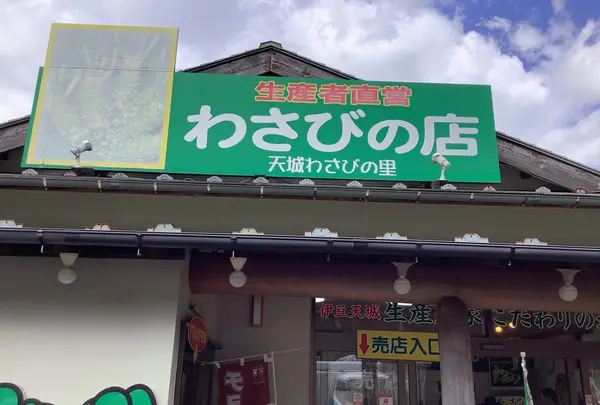 生産者直営
わさびの店
天城わさびの里
伊豆天城 生産 家 こだわりの
↓売店入口